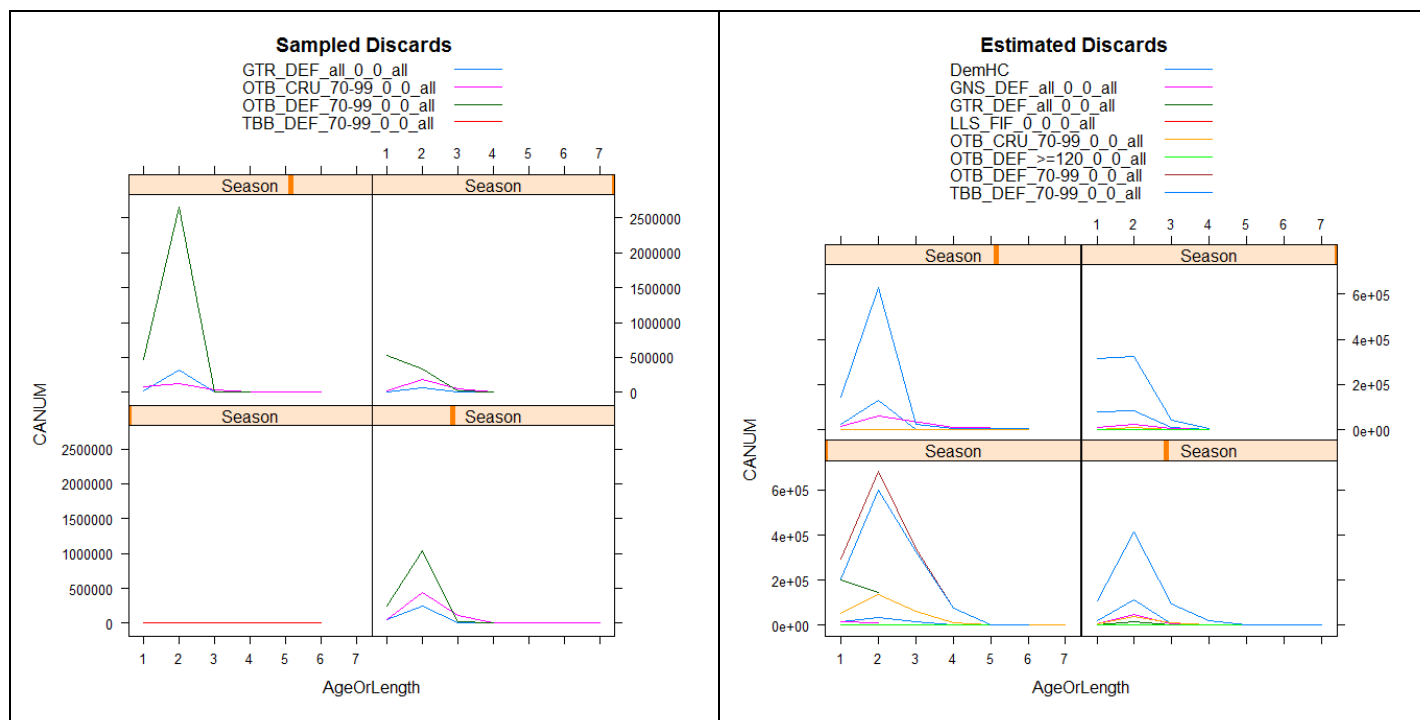 Sampled Discards
GTR_DEF_all_0_0_all
OTB_CRU_70-99_0_0_all
OTB_DEF_70-99_0_0_all
TBB_DEF_70-99_0_0_all
1 2 3 4 5 6 7
Season Season
2500000
2000000
1500000
1000000
500000
0
Season Season
2500000
2000000
1500000
1000000
500000
0
1 2 3 4 5 6 7
CANUM
AgeOrLength
Estimated Discards
DemHC
GNS_DEF_all_0_0_all
GTR_DEF_all_0_0_all
LLS_FIF_0_0_0_all
OTB_CRU_70-99_0_0_all
OTB_DEF_>=120_0_0_all
OTB_DEF_70-99_0_0_all
TBB_DEF_70-99_0_0_all
1 2 3 4 5 6 7
Season Season
6e+05
4e+05
2e+05
0e+00
Season Season
6e+05
4e+05
2e+05
0e+00
1 2 3 4 5 6 7
CANUM
AgeOrLength